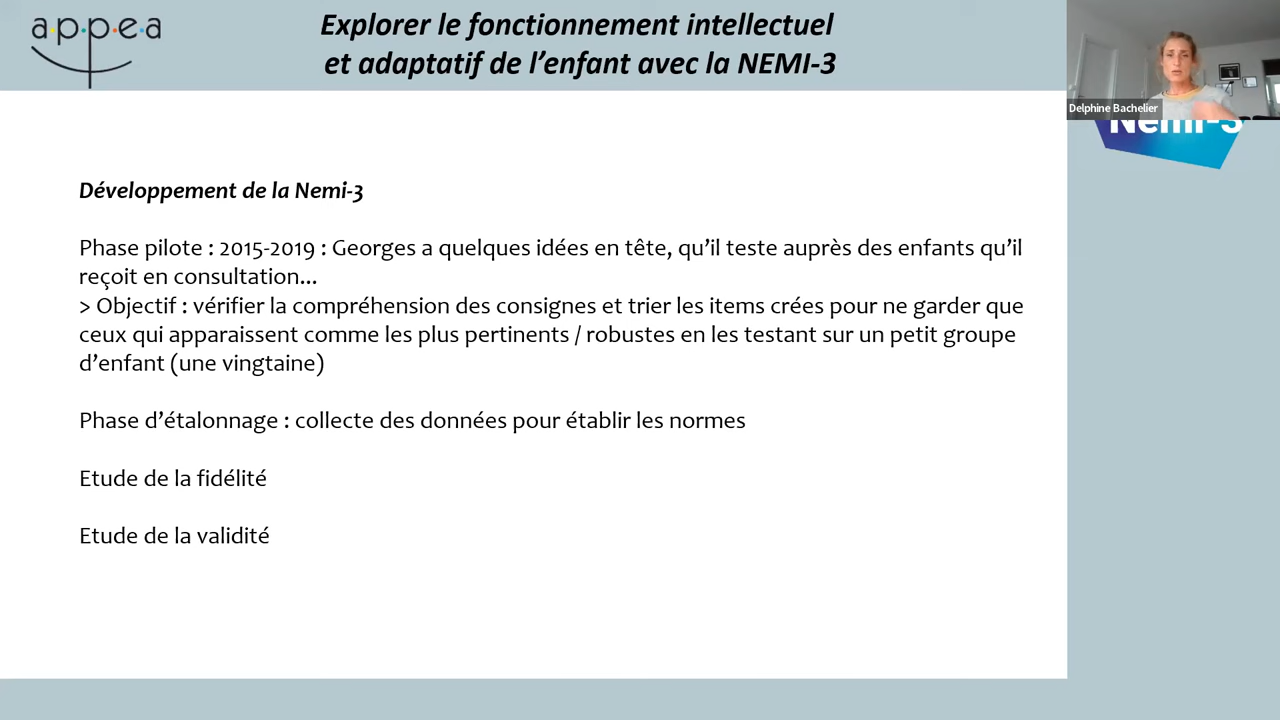 a·p·p·e·a
Explorer le fonctionnement intellectuel
et adaptatif de l'enfant avec la NEMI-3
Delphine Bachelier
Nemi-3
Développement de la Nemi-3
Phase pilote : 2015-2019 : Georges a quelques idées en tête, qu'il teste auprès des enfants qu'il
reçoit en consultation...
> Objectif : vérifier la compréhension des consignes et trier les items crées pour ne garder que
ceux qui apparaissent comme les plus pertinents / robustes en les testant sur un petit groupe
d'enfant (une vingtaine)
Phase d'étalonnage : collecte des données pour établir les normes
Etude de la fidélité
Etude de la validité